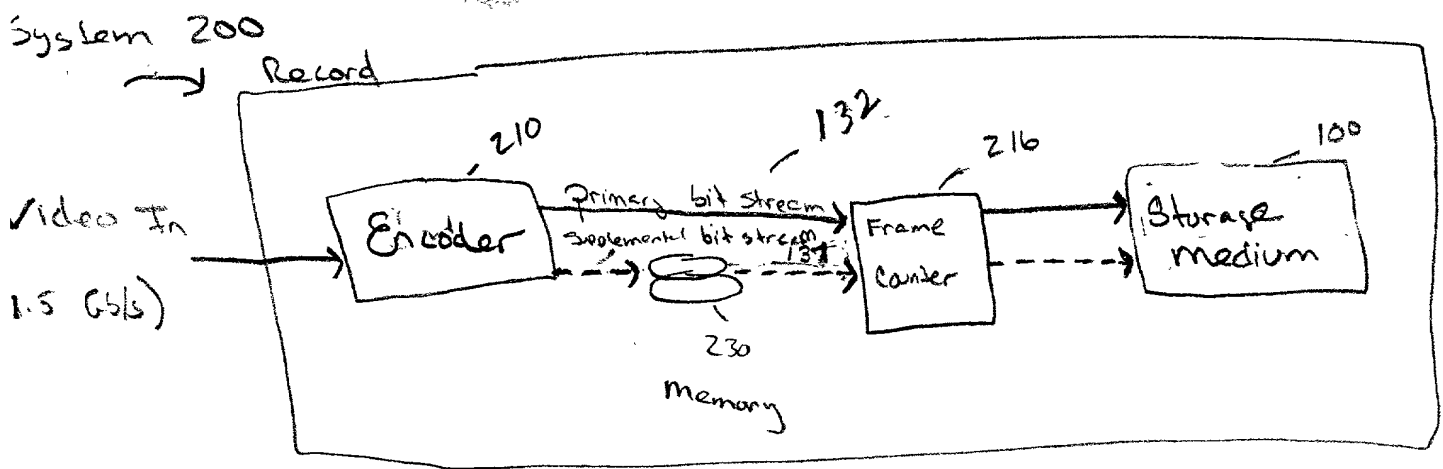 System 200
Record
210
132
216
100
Video In
1.5 Gb/s)
Encoder
primary bit stream
supplemental bit stream
Frame
Counter
Storage
medium
230
Memory